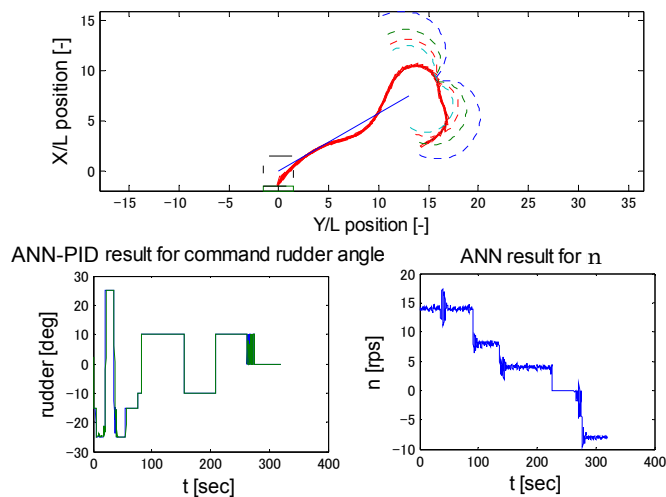 15
10
5
0
X/L position [-]
-15 -10 -5 0 5 10 15 20 25 30 35
Y/L position [-]
ANN-PID result for command rudder angle
30
20
10
0
-10
-20
-30
rudder [deg]
0 100 200 300 400
t [sec]
ANN result for n
20
15
10
5
0
-5
-10
n [rps]
0 100 200 300 400
t [sec]